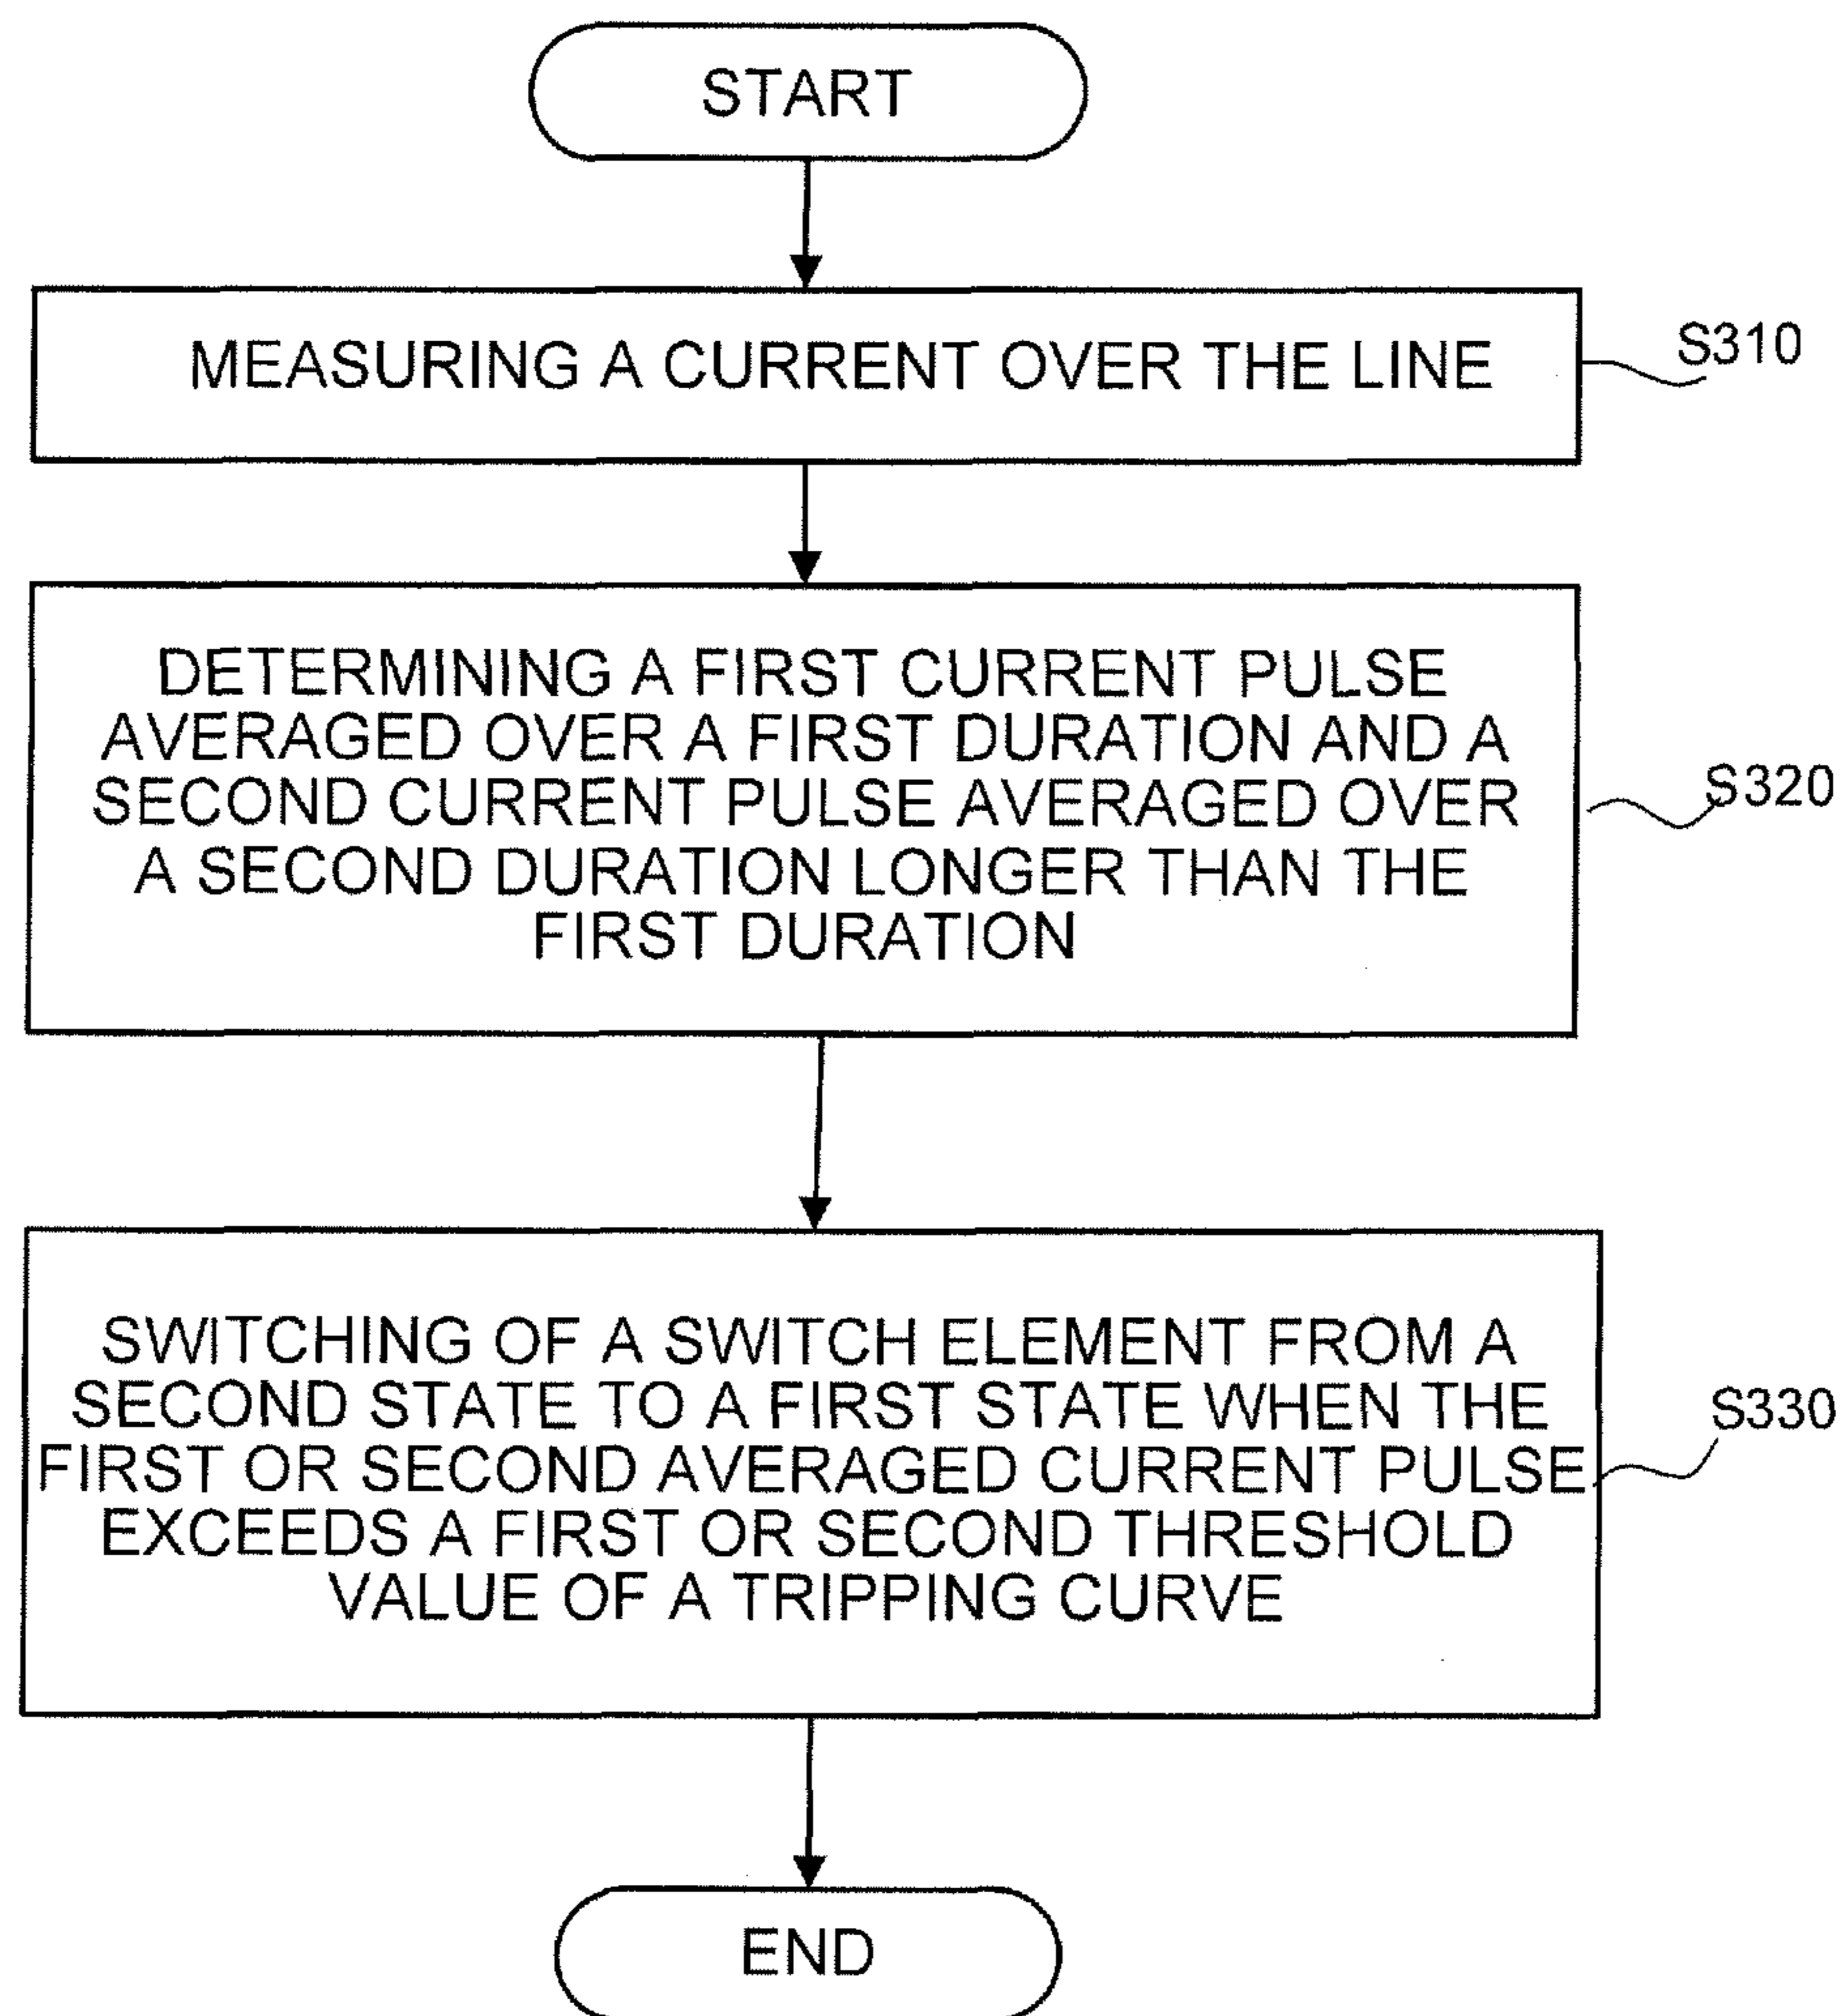 START
MEASURING A CURRENT OVER THE LINE
S310
DETERMINING A FIRST CURRENT PULSE
AVERAGED OVER A FIRST DURATION AND A
SECOND CURRENT PULSE AVERAGED OVER
A SECOND DURATION LONGER THAN THE
FIRST DURATION
S320
SWITCHING OF A SWITCH ELEMENT FROM A
SECOND STATE TO A FIRST STATE WHEN THE
FIRST OR SECOND AVERAGED CURRENT PULSE
EXCEEDS A FIRST OR SECOND THRESHOLD
VALUE OF A TRIPPING CURVE
S330
END